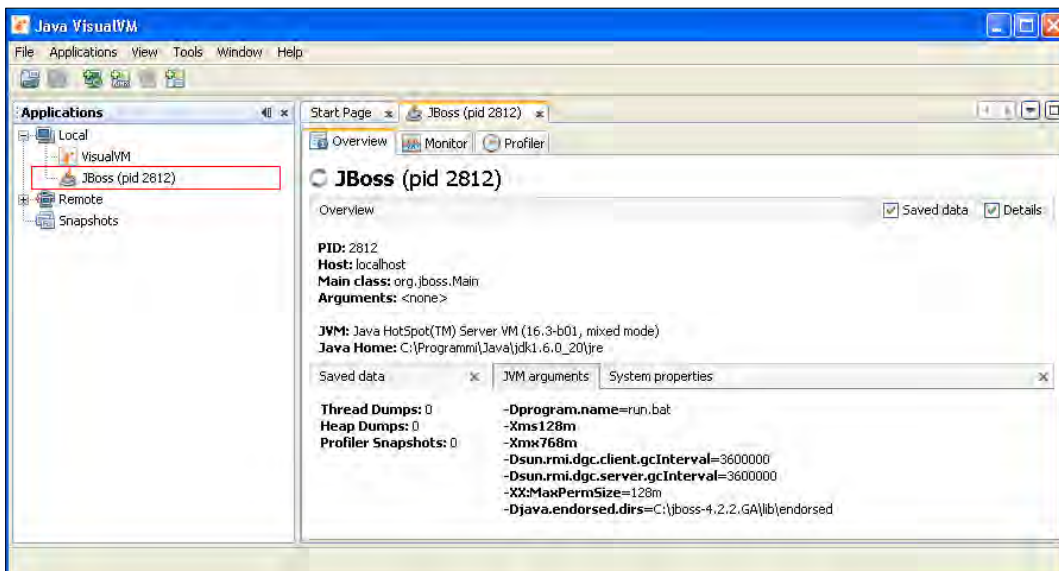 Java VisualVM
File Applications View Tools Window Help
Applications
Local
VisualVM
JBoss (pid 2812)
Remote
Snapshots
Start Page JBoss (pid 2812)
Overview Monitor Profiler
JBoss (pid 2812)
Overview Saved data Details
PID: 2812
Host: localhost
Main class: org.jboss.Main
Arguments: <none>
JVM: Java HotSpot(TM) Server VM (16.3-b01, mixed mode)
Java Home: C:\Programmi\Java\jdk1.6.0_20\jre
Saved data JVM arguments System properties
Thread Dumps: 0
Heap Dumps: 0
Profiler Snapshots: 0
-Dprogram.name=run.bat
-Xms128m
-Xmx768m
-Dsun.rmi.dgc.client.gcInterval=3600000
-Dsun.rmi.dgc.server.gcInterval=3600000
-XX:MaxPermSize=128m
-Djava.endorsed.dirs=C:\jboss-4.2.2.GA\lib\endorsed